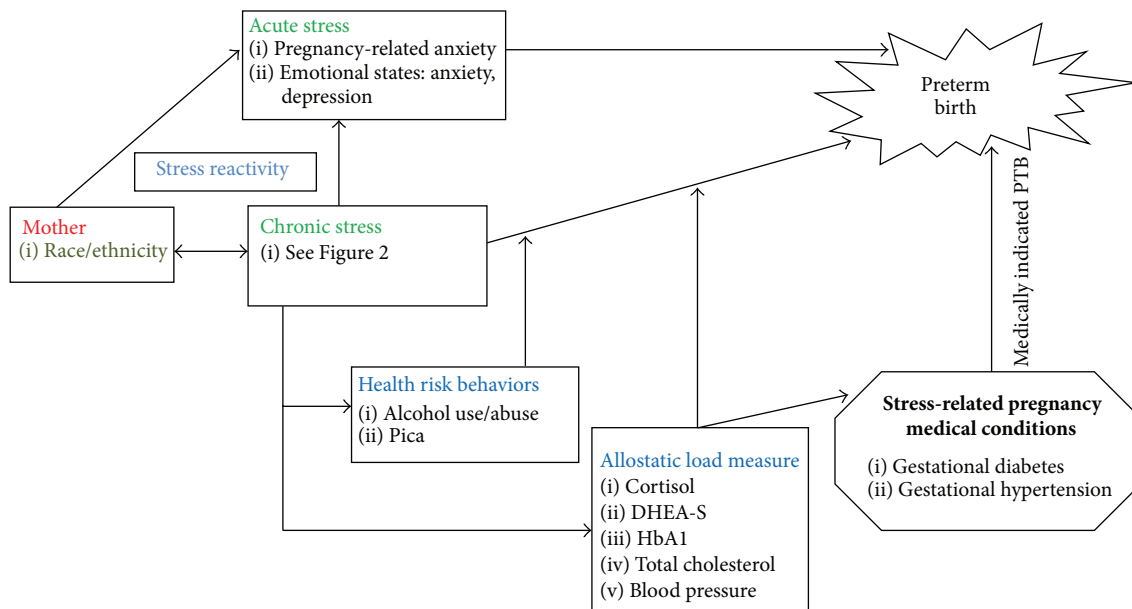 Acute stress
(i) Pregnancy-related anxiety
(ii) Emotional states: anxiety,
depression
Preterm
birth
Stress reactivity
Mother
(i) Race/ethnicity
Chronic stress
(i) See Figure 2
Medically indicated PTB
Health risk behaviors
(i) Alcohol use/abuse
(ii) Pica
Stress-related pregnancy
medical conditions
(i) Gestational diabetes
(ii) Gestational hypertension
Allostatic load measure
(i) Cortisol
(ii) DHEA-S
(iii) HbA1
(iv) Total cholesterol
(v) Blood pressure